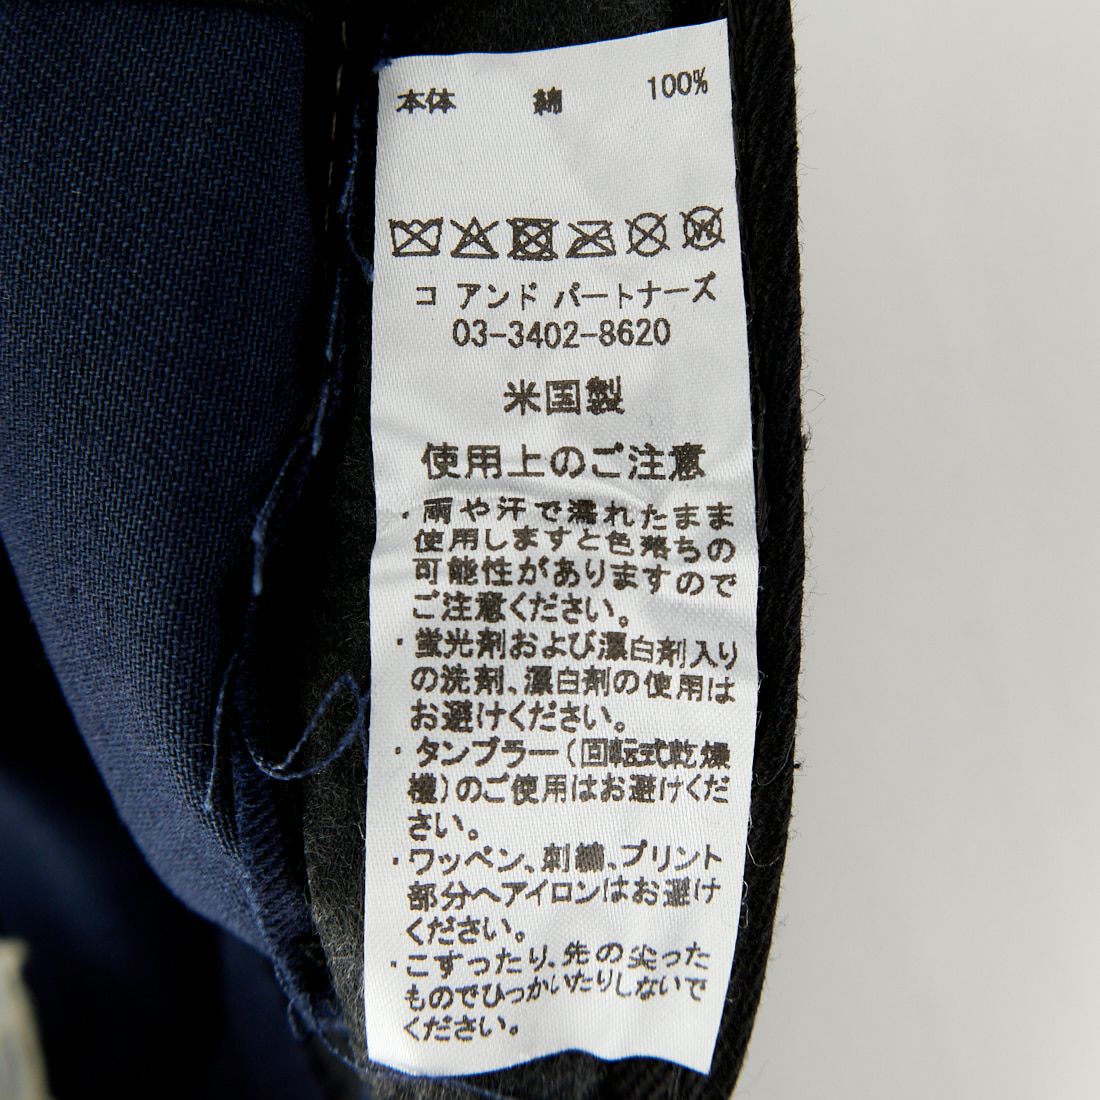 本体 綿 100%
コ アンド パートナーズ
03-3402-8620
米国製
使用上のご注意
・雨や汗で濡れたまま
使用しますと色落ちの
可能性がありますので
ご注意ください。
・蛍光剤および漂白剤入り
の洗剤、漂白剤の使用は
お避けください。
・タンブラー(回転式乾燥
機)のご使用はお避けくだ
さい。
・ワッペン、刺繍、プリント
部分へアイロンはお避け
ください。
・こすったり、先の尖った
ものでひっかいたりしないで
ください。